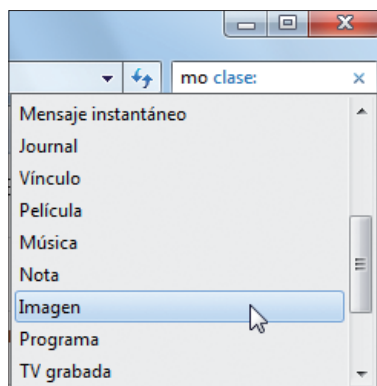 mo clase:
Mensaje instantáneo
Journal
Vínculo
Película
Música
Nota
Imagen
Programa
TV grabada